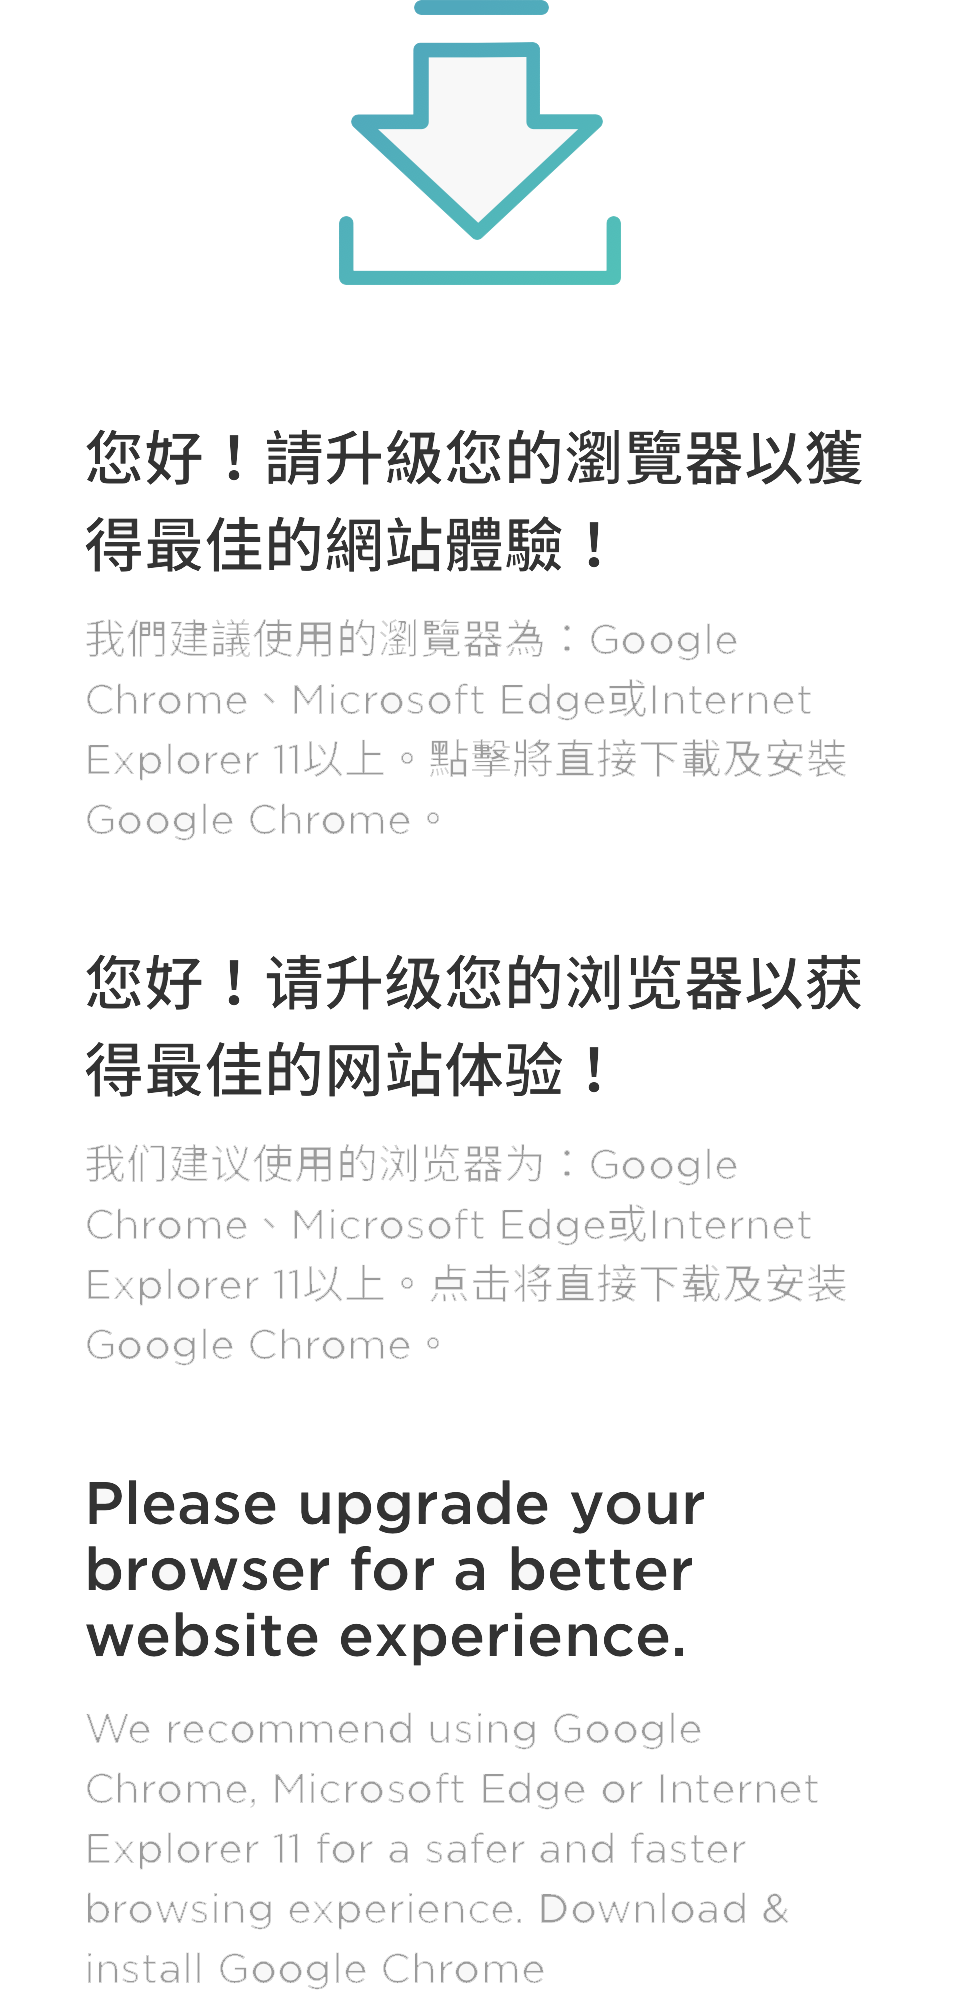 您好！請升級您的瀏覽器以獲
得最佳的網站體驗！
我們建議使用的瀏覽器為：Google
Chrome、Microsoft Edge或Internet
Explorer 11以上。點擊將直接下載及安裝
Google Chrome。
您好！请升级您的浏览器以获
得最佳的网站体验！
我们建议使用的浏览器为：Google
Chrome、Microsoft Edge或Internet
Explorer 11以上。点击将直接下载及安装
Google Chrome。
Please upgrade your
browser for a better
website experience.
We recommend using Google
Chrome, Microsoft Edge or Internet
Explorer 11 for a safer and faster
browsing experience. Download &
install Google Chrome